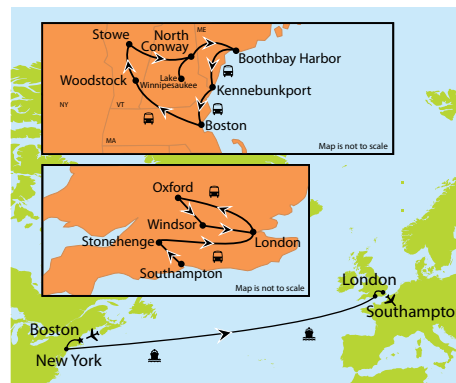 ME
North
Conway
Stowe
Boothbay Harbor
Lake
Winnipesaukee
Woodstock
Kennebunkport
NY
VT
Boston
MA
Map is not to scale
Oxford
Windsor
Stonehenge
London
Southampton
Map is not to scale
London
Southampto
Boston
New York